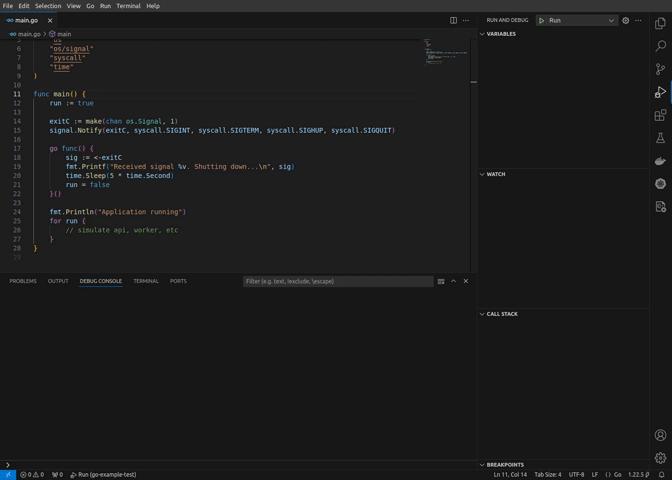 File Edit Selection View Go Run Terminal Help
main.go
RUN AND DEBUG Run
main.go > main
VARIABLES
5 "os"
6 "os/signal"
7 "syscall"
8 "time"
9 )
10
11 func main() {
12 run := true
13
14 exitC := make(chan os.Signal, 1)
15 signal.Notify(exitC, syscall.SIGINT, syscall.SIGTERM, syscall.SIGHUP, syscall.SIGQUIT)
16
17 go func() {
18 sig := <-exitC
19 fmt.Printf("Received signal %v. Shutting down...\n", sig)
20 time.Sleep(5 * time.Second)
21 run = false
22 }()
23
24 fmt.Println("Application running")
25 for run {
26 // simulate api, worker, etc
27 }
28 }
29
WATCH
PROBLEMS OUTPUT DEBUG CONSOLE TERMINAL PORTS Filter (e.g. text, !exclude, \escape)
CALL STACK
BREAKPOINTS
0 0 0 Run (go-example-test) Ln 11, Col 14 Tab Size: 4 UTF-8 LF () Go 1.22.5